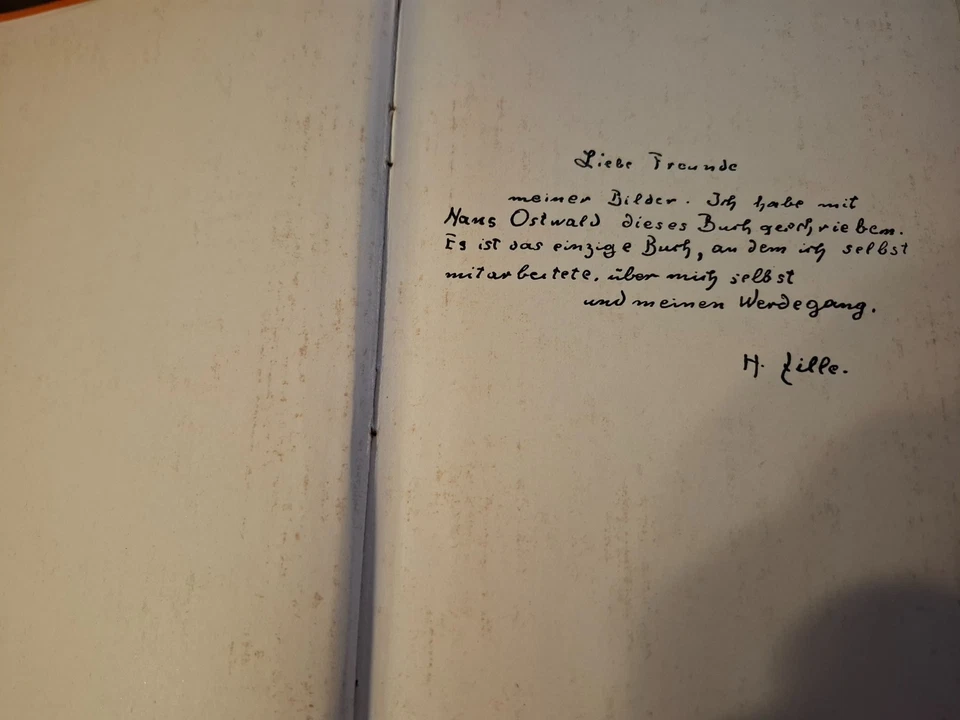 Liebe Freunde
meiner Bilder. Ich habe mit
Hans Ostwald dieses Buch geschrieben.
Es ist das einzige Buch, an dem ich selbst
mitarbeitete, über mich selbst
und meinen Werdegang.
H. Zille.